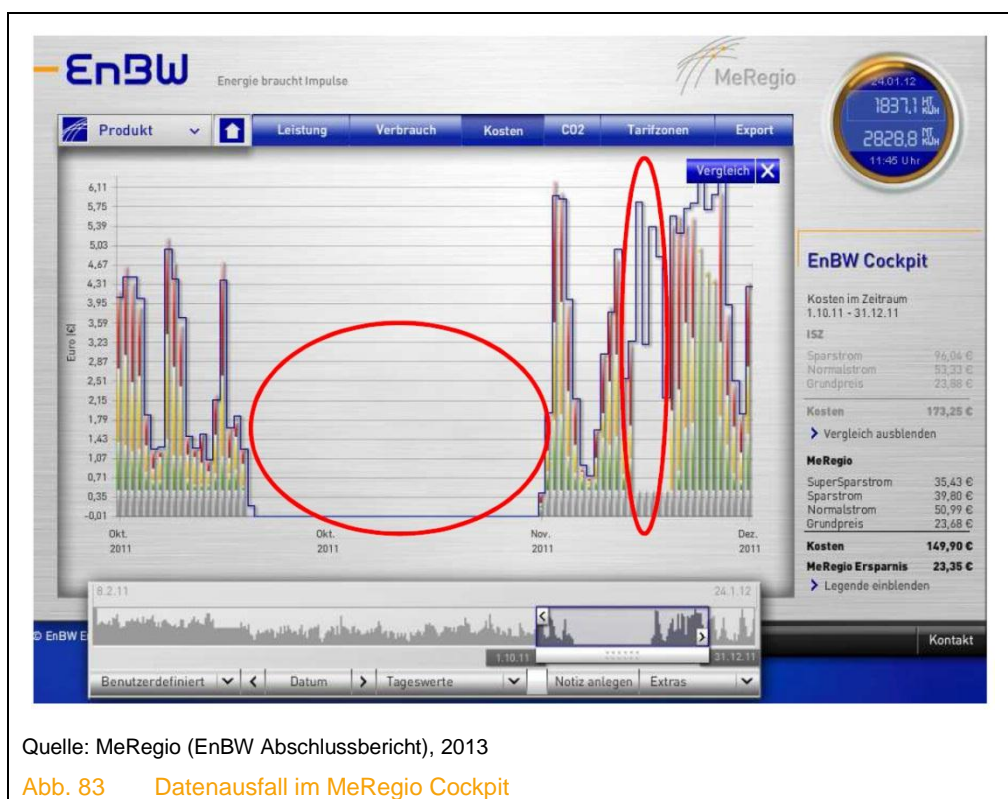 EnBW
Energie braucht Impulse
MeRegio
24.01.12
1837,1 HT KWH
2828,8 NT KWH
11:45 Uhr
Produkt
Leistung Verbrauch Kosten CO2 Tarifzonen Export
Vergleich X
6,11
5,75
5,39
5,03
4,67
4,31
3,95
3,59
3,23
2,87
2,51
2,15
1,79
1,43
1,07
0,71
0,35
-0,01
Euro [€]
Okt. 2011
Okt. 2011
Nov. 2011
Dez. 2011
EnBW Cockpit
Kosten im Zeitraum
1.10.11 - 31.12.11
ISZ
Sparstrom 96,04 €
Normalstrom 53,33 €
Grundpreis 23,88 €
Kosten 173,25 €
Vergleich ausblenden
MeRegio
SuperSparstrom 35,43 €
Sparstrom 39,80 €
Normalstrom 50,99 €
Grundpreis 23,68 €
Kosten 149,90 €
MeRegio Ersparnis 23,35 €
Legende einblenden
8.2.11 24.1.12
1.10.11 31.12.11
© EnBW E
Kontakt
Benutzerdefiniert < Datum > Tageswerte Notiz anlegen Extras
Quelle: MeRegio (EnBW Abschlussbericht), 2013
Abb. 83 Datenausfall im MeRegio Cockpit